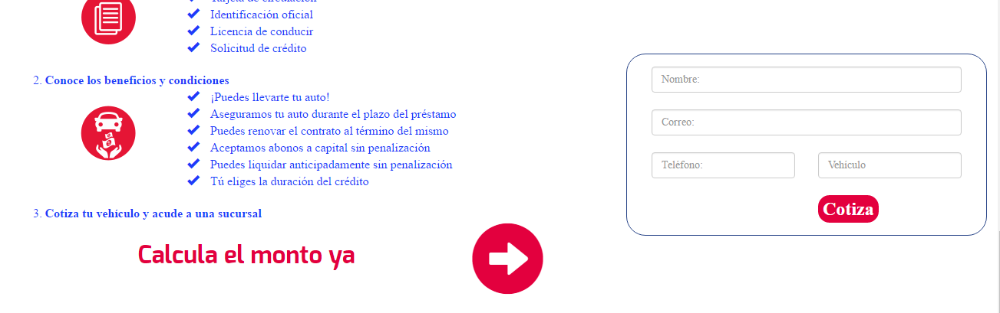 Tarjeta de circulación
Identificación oficial
Licencia de conducir
Solicitud de crédito
2. Conoce los beneficios y condiciones
¡Puedes llevarte tu auto!
Aseguramos tu auto durante el plazo del préstamo
Puedes renovar el contrato al término del mismo
Aceptamos abonos a capital sin penalización
Puedes liquidar anticipadamente sin penalización
Tú eliges la duración del crédito
3. Cotiza tu vehículo y acude a una sucursal
Calcula el monto ya
Nombre:
Correo:
Teléfono:
Vehículo
Cotiza